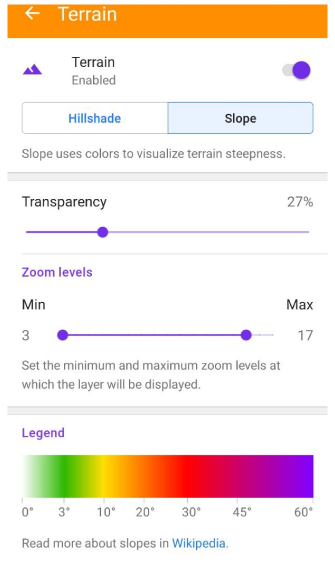 Terrain
Terrain
Enabled
Hillshade Slope
Slope uses colors to visualize terrain steepness.
Transparency 27%
Zoom levels
Min Max
3 17
Set the minimum and maximum zoom levels at
which the layer will be displayed.
Legend
0° 3° 10° 20° 30° 45° 60°
Read more about slopes in Wikipedia.